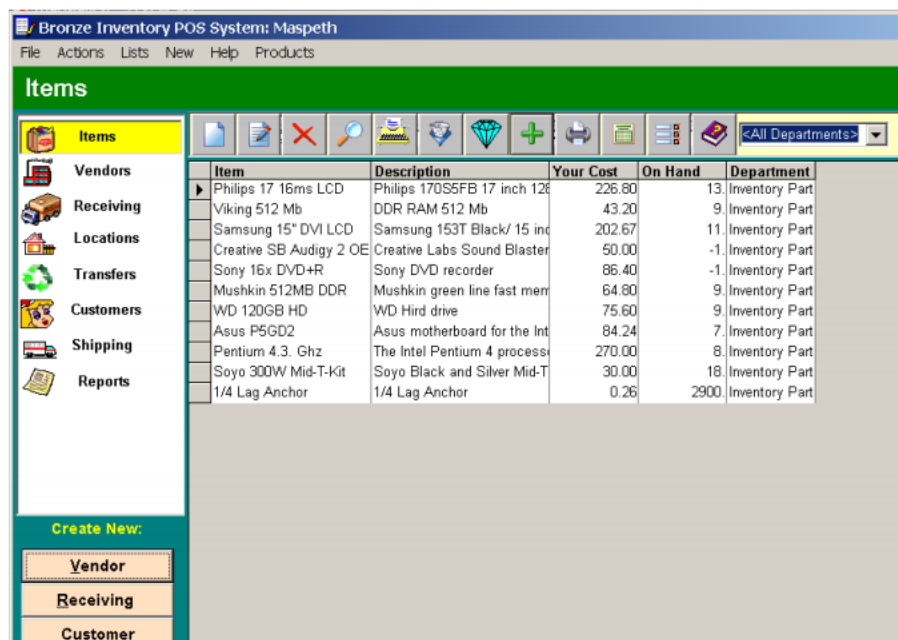 Bronze Inventory POS System: Maspeth
File Actions Lists New Help Products
Items
Items
Vendors
Receiving
Locations
Transfers
Customers
Shipping
Reports
Create New:
Vendor
Receiving
Customer
<All Departments>
Item Description Your Cost On Hand Department
Philips 17 16ms LCD Philips 170S5FB 17 inch 128 226.80 13. Inventory Part
Viking 512 Mb DDR RAM 512 Mb 43.20 9. Inventory Part
Samsung 15" DVI LCD Samsung 153T Black/ 15 inc 202.67 11. Inventory Part
Creative SB Audigy 2 OE Creative Labs Sound Blaster 50.00 -1. Inventory Part
Sony 16x DVD+R Sony DVD recorder 86.40 -1. Inventory Part
Mushkin 512MB DDR Mushkin green line fast mem 64.80 9. Inventory Part
WD 120GB HD WD Hird drive 75.60 9. Inventory Part
Asus P5GD2 Asus motherboard for the Int 84.24 7. Inventory Part
Pentium 4.3. Ghz The Intel Pentium 4 process 270.00 8. Inventory Part
Soyo 300W Mid-T-Kit Soyo Black and Silver Mid-T 30.00 18. Inventory Part
1/4 Lag Anchor 1/4 Lag Anchor 0.26 2900. Inventory Part